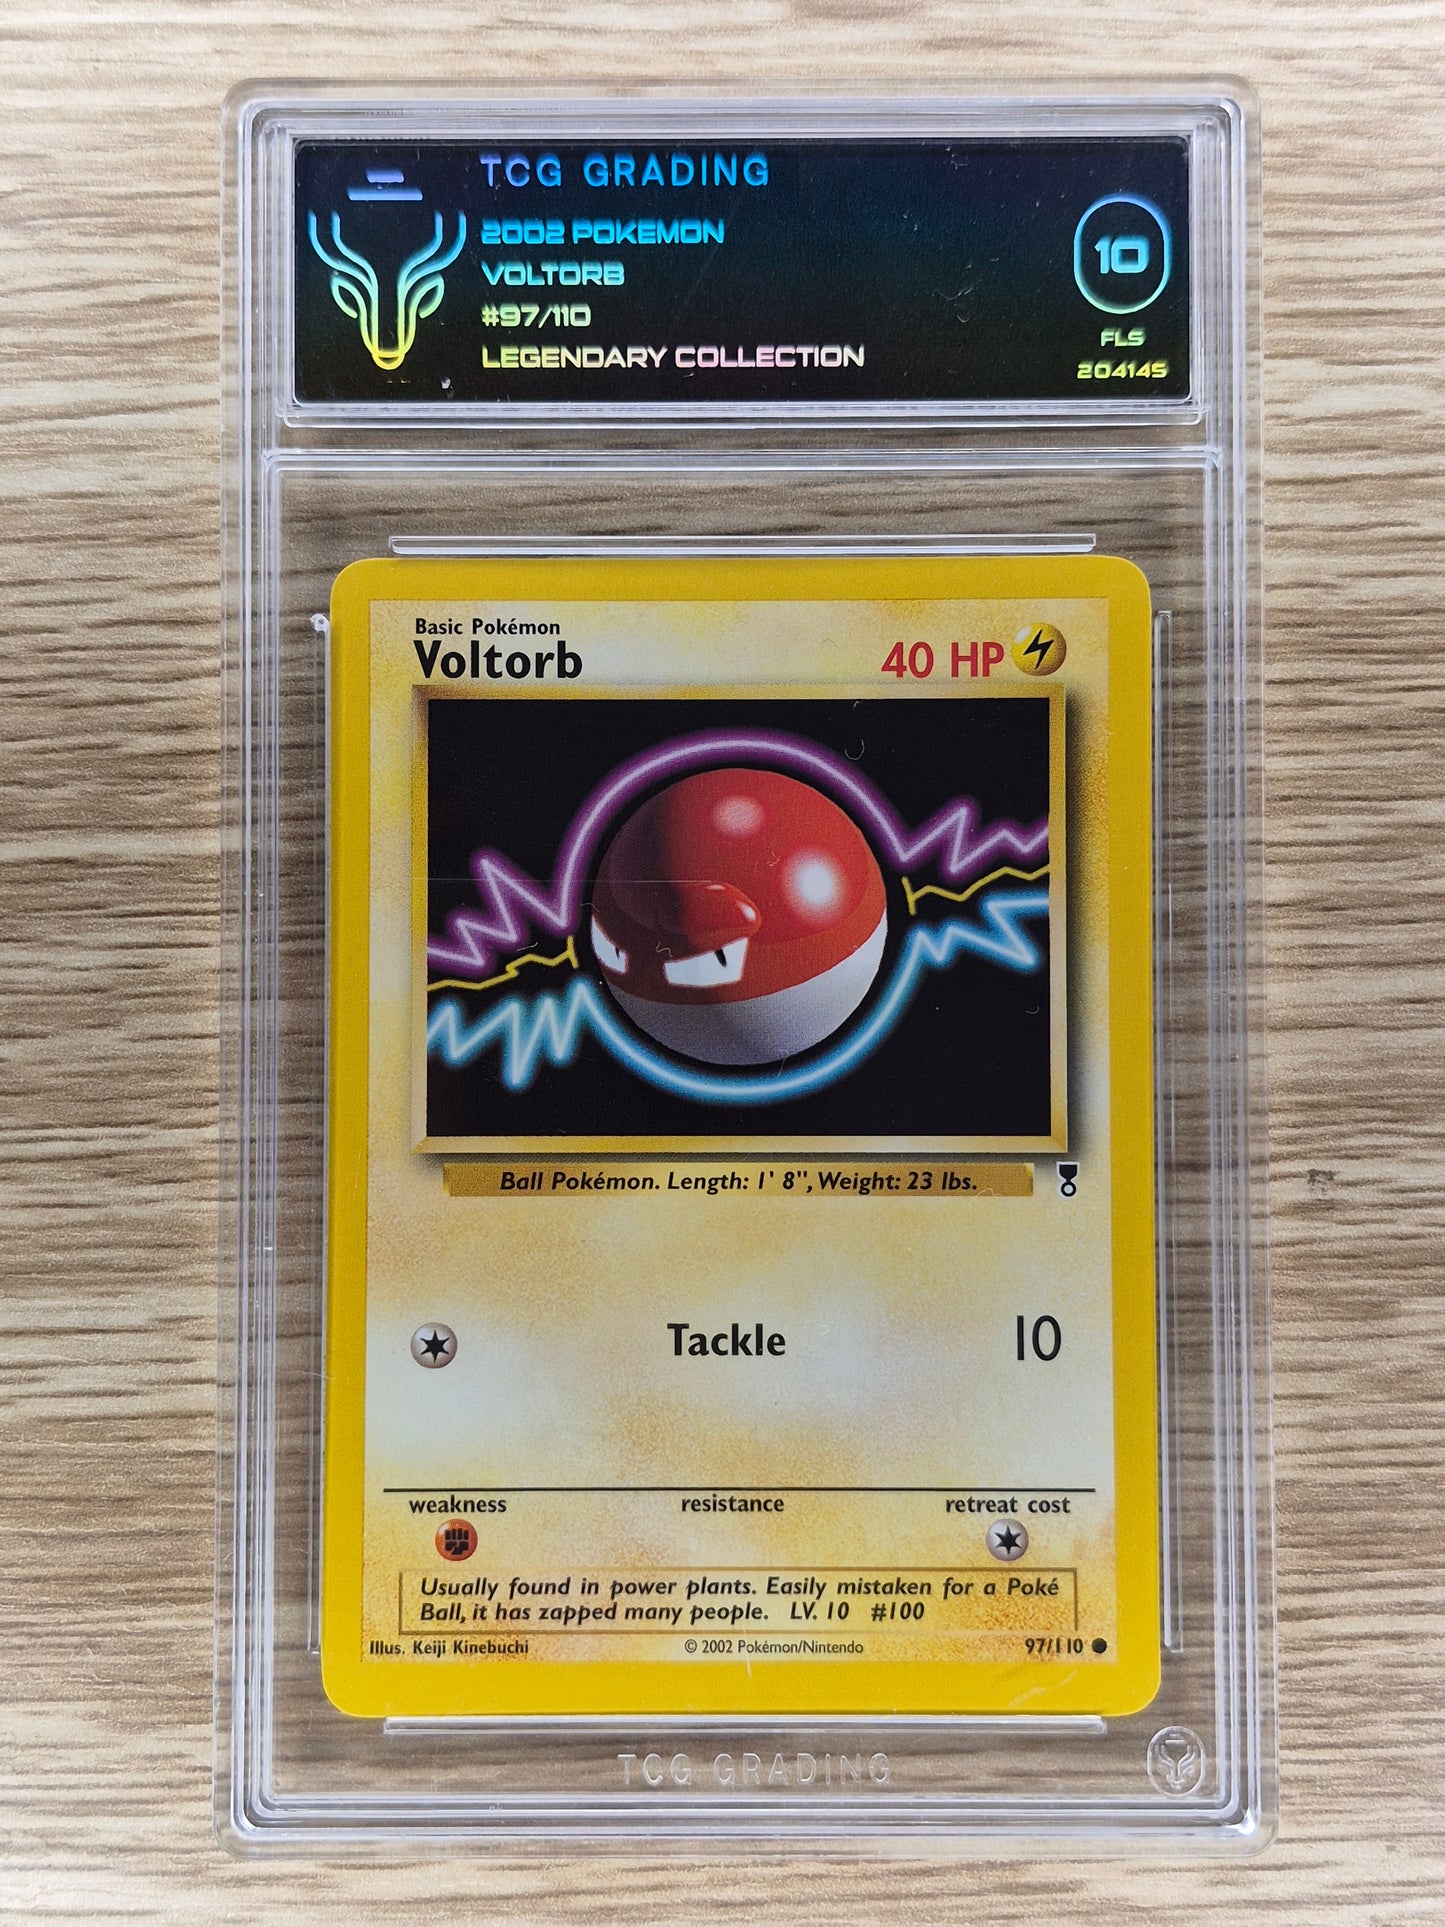 TCG GRADING
2002 POKEMON
VOLTORB
#97/110
LEGENDARY COLLECTION
10
FLS
204145
Basic Pokémon
Voltorb
40 HP
Ball Pokémon. Length: 1' 8", Weight: 23 lbs.
Tackle 10
weakness resistance retreat cost
Usually found in power plants. Easily mistaken for a Poké
Ball, it has zapped many people. LV. 10 #100
Illus. Keiji Kinebuchi © 2002 Pokémon/Nintendo 97/110
TCG GRADING